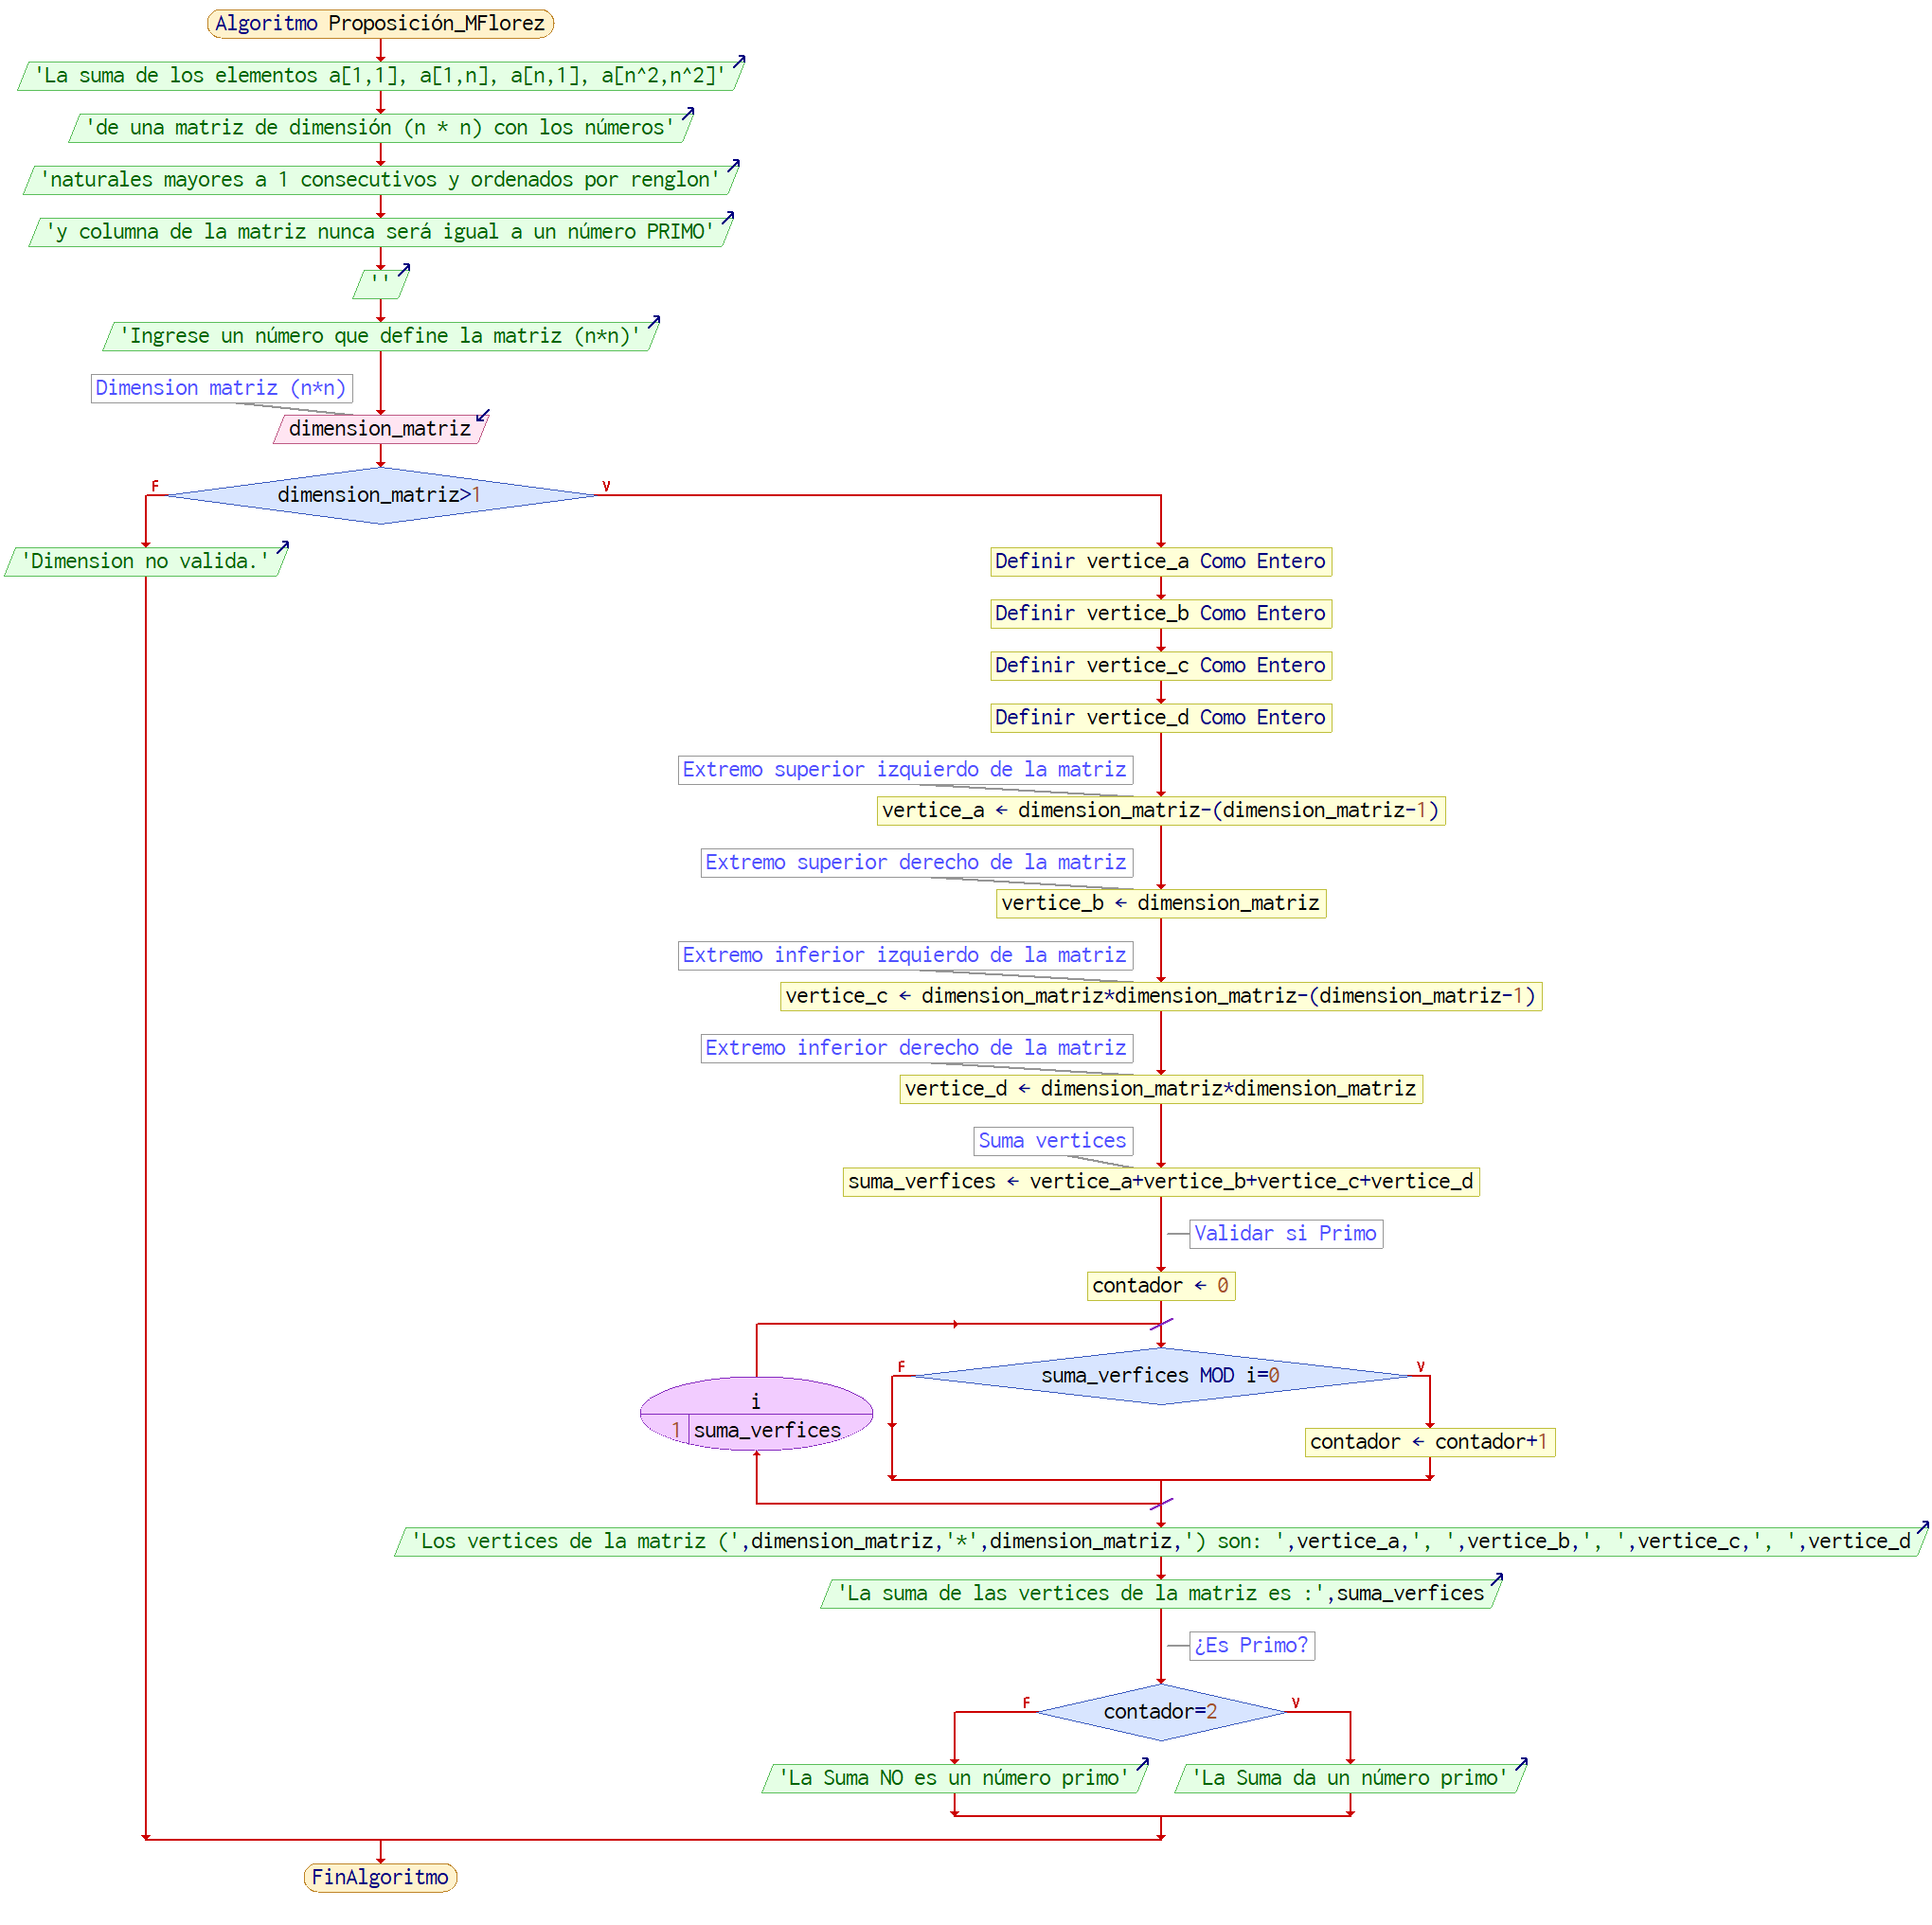 Algoritmo Proposición_MFlorez
'La suma de los elementos a[1,1], a[1,n], a[n,1], a[n^2,n^2]'
'de una matriz de dimensión (n * n) con los números'
'naturales mayores a 1 consecutivos y ordenados por renglon'
'y columna de la matriz nunca será igual a un número PRIMO'
''
'Ingrese un número que define la matriz (n*n)'
Dimension matriz (n*n)
dimension_matriz
dimension_matriz>1
F
V
'Dimension no valida.'
Definir vertice_a Como Entero
Definir vertice_b Como Entero
Definir vertice_c Como Entero
Definir vertice_d Como Entero
Extremo superior izquierdo de la matriz
vertice_a ← dimension_matriz-(dimension_matriz-1)
Extremo superior derecho de la matriz
vertice_b ← dimension_matriz
Extremo inferior izquierdo de la matriz
vertice_c ← dimension_matriz*dimension_matriz-(dimension_matriz-1)
Extremo inferior derecho de la matriz
vertice_d ← dimension_matriz*dimension_matriz
Suma vertices
suma_verfices ← vertice_a+vertice_b+vertice_c+vertice_d
Validar si Primo
contador ← 0
i
1 suma_verfices
F
suma_verfices MOD i=0
V
contador ← contador+1
'Los vertices de la matriz (',dimension_matriz,'*',dimension_matriz,') son: ',vertice_a,', ',vertice_b,', ',vertice_c,', ',vertice_d
'La suma de las vertices de la matriz es :',suma_verfices
¿Es Primo?
F
contador=2
V
'La Suma NO es un número primo'
'La Suma da un número primo'
FinAlgoritmo